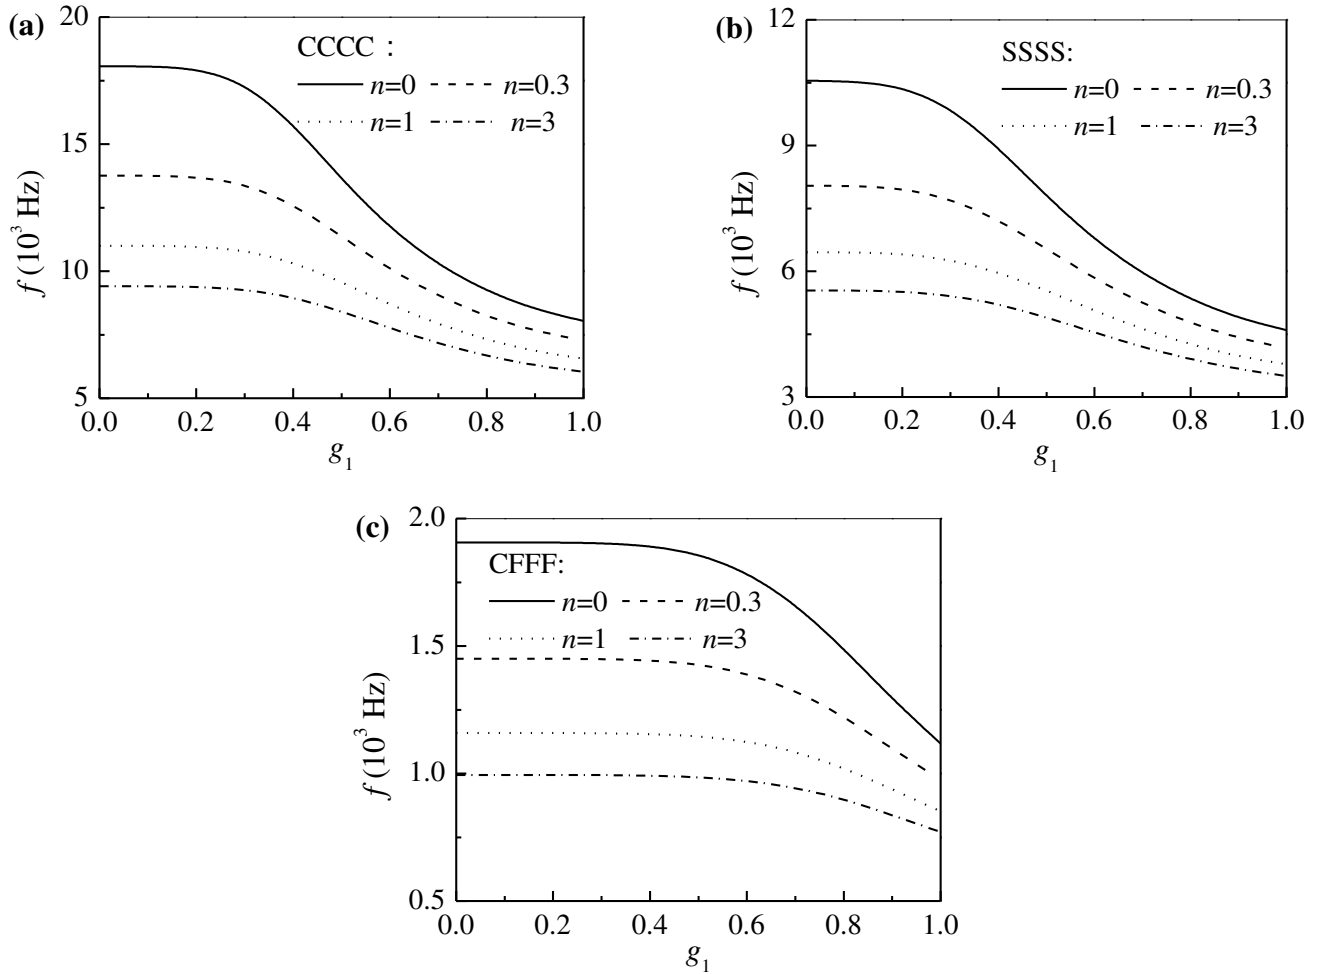 (a)
CCCC :
n=0 n=0.3
n=1 n=3
20
15
10
5
f (10³ Hz)
0.0 0.2 0.4 0.6 0.8 1.0
g₁
(b)
SSSS:
n=0 n=0.3
n=1 n=3
12
9
6
3
f (10³ Hz)
0.0 0.2 0.4 0.6 0.8 1.0
g₁
(c)
CFFF:
n=0 n=0.3
n=1 n=3
2.0
1.5
1.0
0.5
f (10³ Hz)
0.0 0.2 0.4 0.6 0.8 1.0
g₁